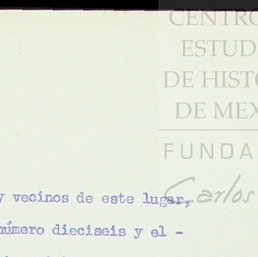 CENTRO
ESTUD
DE HISTO
DE MEX
FUNDA
Carlos
y vecinos de este lugar,
número dieciseis y el -